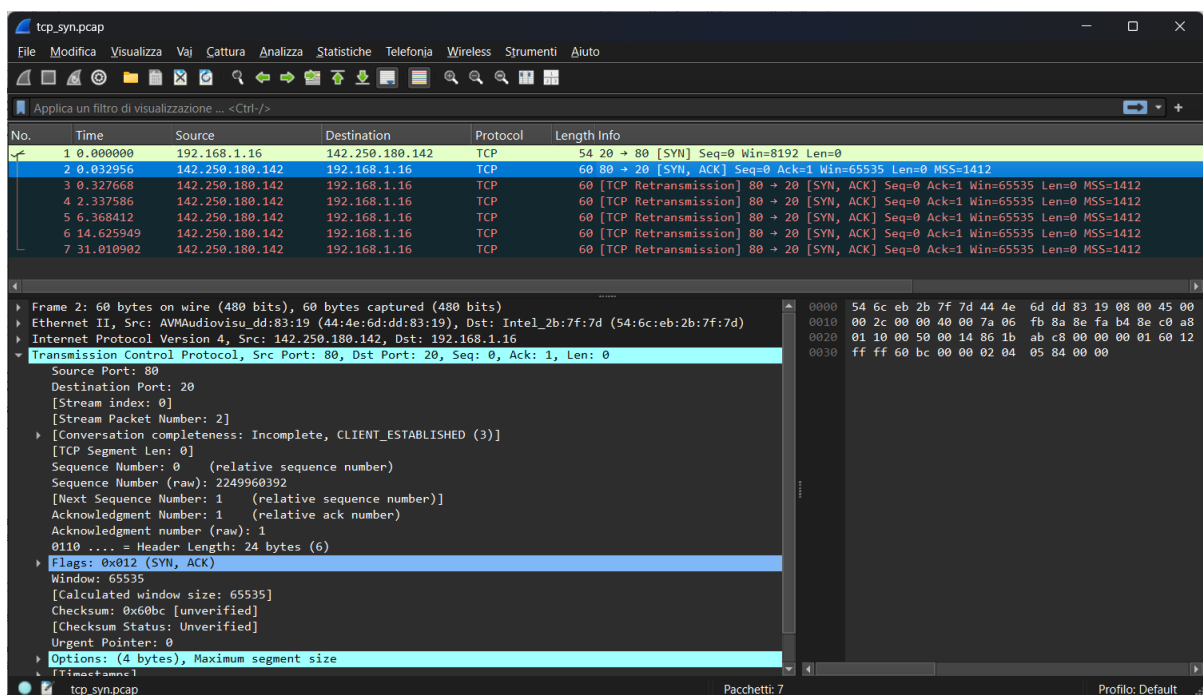 tcp_syn.pcap
File Modifica Visualizza Vai Cattura Analizza Statistiche Telefonja Wireless Strumenti Aiuto
Applica un filtro di visualizzazione ... <Ctrl-/>
No. Time Source Destination Protocol Length Info
1 0.000000 192.168.1.16 142.250.180.142 TCP 54 20 → 80 [SYN] Seq=0 Win=8192 Len=0
2 0.032956 142.250.180.142 192.168.1.16 TCP 60 80 → 20 [SYN, ACK] Seq=0 Ack=1 Win=65535 Len=0 MSS=1412
3 0.327668 142.250.180.142 192.168.1.16 TCP 60 [TCP Retransmission] 80 → 20 [SYN, ACK] Seq=0 Ack=1 Win=65535 Len=0 MSS=1412
4 2.337586 142.250.180.142 192.168.1.16 TCP 60 [TCP Retransmission] 80 → 20 [SYN, ACK] Seq=0 Ack=1 Win=65535 Len=0 MSS=1412
5 6.368412 142.250.180.142 192.168.1.16 TCP 60 [TCP Retransmission] 80 → 20 [SYN, ACK] Seq=0 Ack=1 Win=65535 Len=0 MSS=1412
6 14.625949 142.250.180.142 192.168.1.16 TCP 60 [TCP Retransmission] 80 → 20 [SYN, ACK] Seq=0 Ack=1 Win=65535 Len=0 MSS=1412
7 31.010902 142.250.180.142 192.168.1.16 TCP 60 [TCP Retransmission] 80 → 20 [SYN, ACK] Seq=0 Ack=1 Win=65535 Len=0 MSS=1412
Frame 2: 60 bytes on wire (480 bits), 60 bytes captured (480 bits)
Ethernet II, Src: AVMAudiovisu_dd:83:19 (44:4e:6d:dd:83:19), Dst: Intel_2b:7f:7d (54:6c:eb:2b:7f:7d)
Internet Protocol Version 4, Src: 142.250.180.142, Dst: 192.168.1.16
Transmission Control Protocol, Src Port: 80, Dst Port: 20, Seq: 0, Ack: 1, Len: 0
Source Port: 80
Destination Port: 20
[Stream index: 0]
[Stream Packet Number: 2]
[Conversation completeness: Incomplete, CLIENT_ESTABLISHED (3)]
[TCP Segment Len: 0]
Sequence Number: 0 (relative sequence number)
Sequence Number (raw): 2249960392
[Next Sequence Number: 1 (relative sequence number)]
Acknowledgment Number: 1 (relative ack number)
Acknowledgment number (raw): 1
0110 .... = Header Length: 24 bytes (6)
Flags: 0x012 (SYN, ACK)
Window: 65535
[Calculated window size: 65535]
Checksum: 0x60bc [unverified]
[Checksum Status: Unverified]
Urgent Pointer: 0
Options: (4 bytes), Maximum segment size
[Timestamps]
0000 54 6c eb 2b 7f 7d 44 4e 6d dd 83 19 08 00 45 00
0010 00 2c 00 00 40 00 7a 06 fb 8a 8e fa b4 8e c0 a8
0020 01 10 00 50 00 14 86 1b ab c8 00 00 00 01 60 12
0030 ff ff 60 bc 00 00 02 04 05 84 00 00
tcp_syn.pcap Pacchetti: 7 Profilo: Default